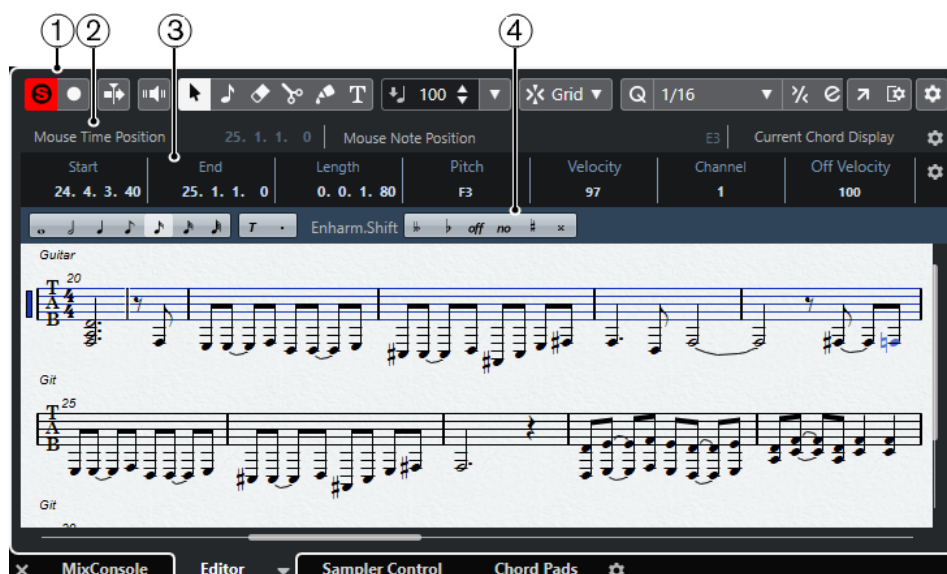 1 2 3 4
S 100 Grid Q 1/16
Mouse Time Position 25. 1. 1. 0 Mouse Note Position E3 Current Chord Display
Start End Length Pitch Velocity Channel Off Velocity
24. 4. 3. 40 25. 1. 1. 0 0. 0. 1. 80 F3 97 1 100
T . Enharm.Shift off no
Guitar
20
T A B 4 4
Git
25
T A B
Git
MixConsole Editor Sampler Control Chord Pads